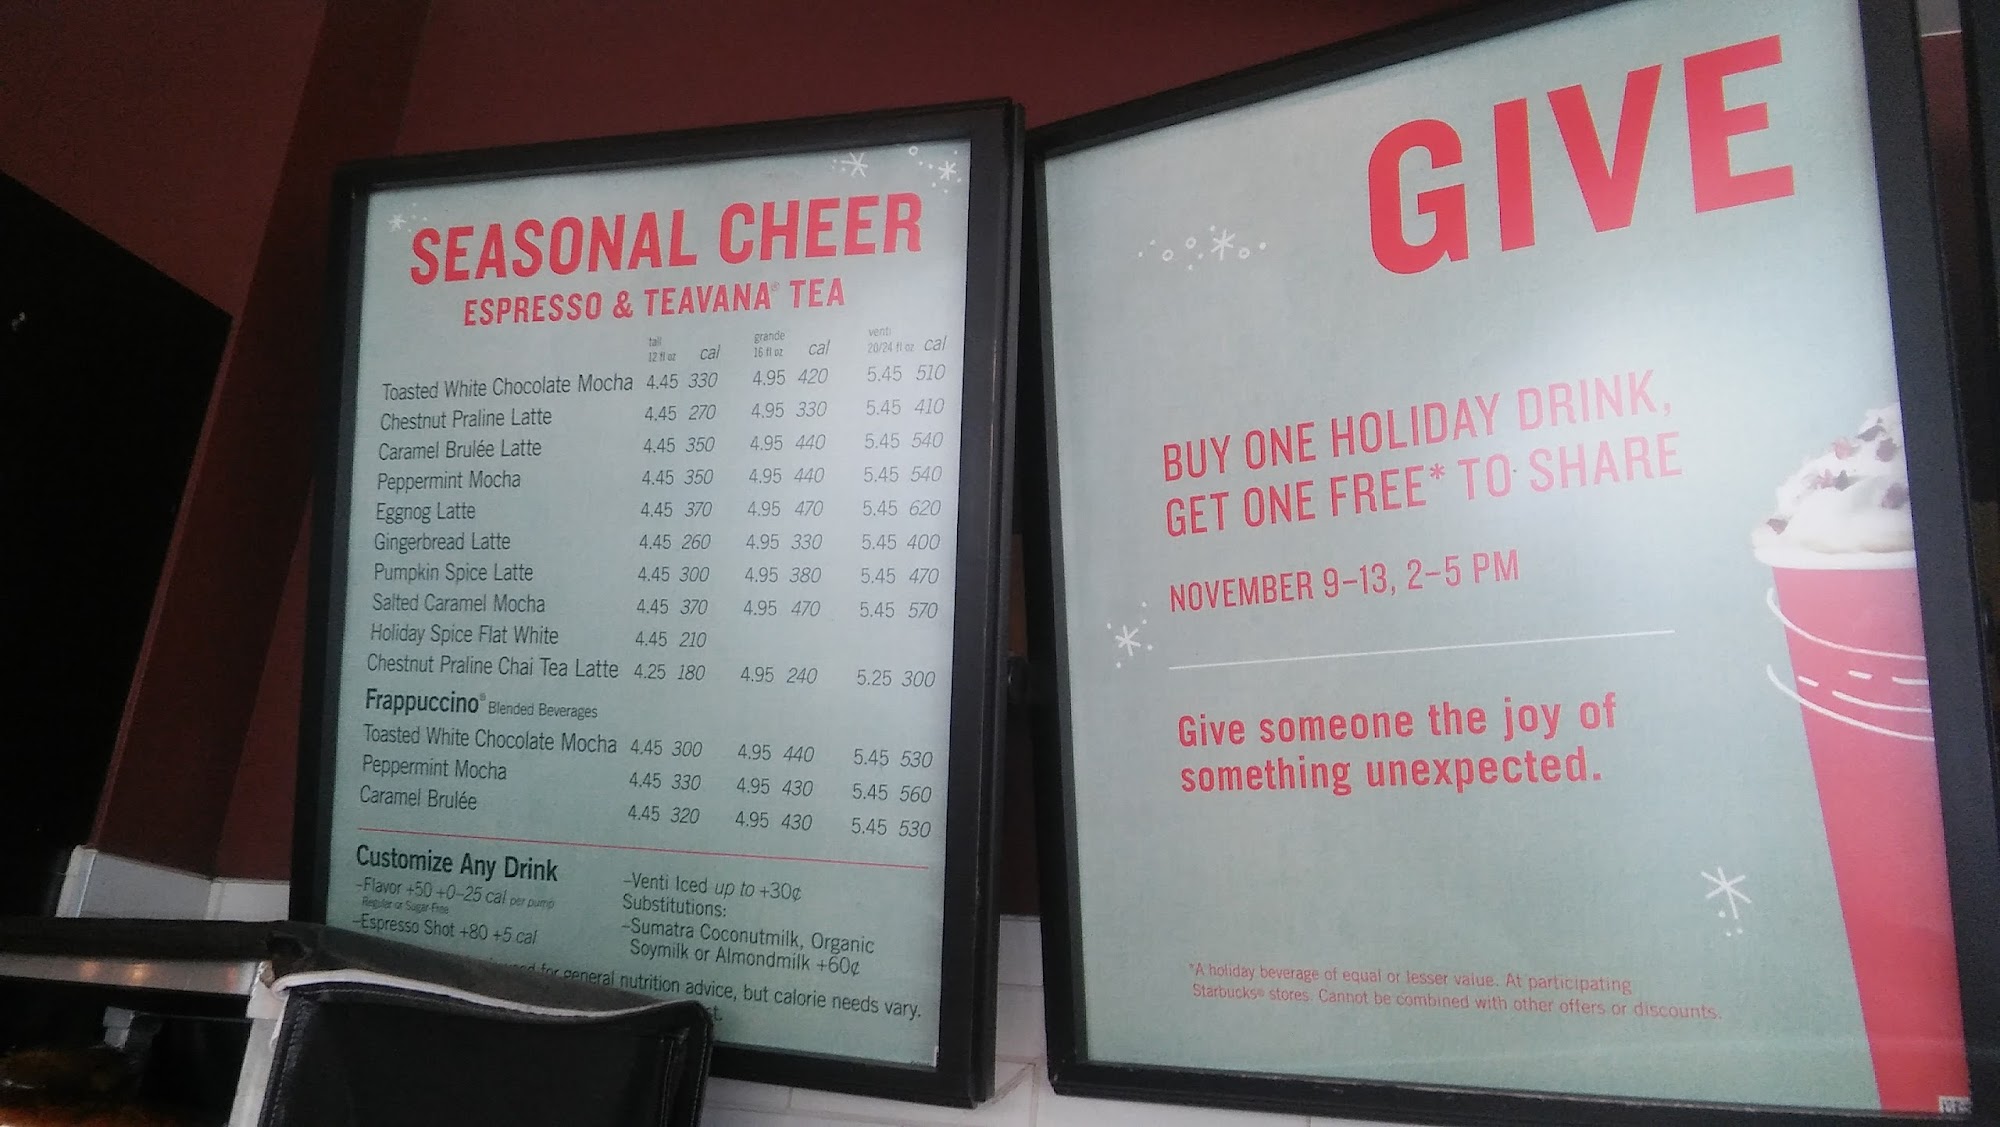 SEASONAL CHEER
ESPRESSO & TEAVANA® TEA
tall grande venti
12 fl oz cal 16 fl oz cal 20/24 fl oz cal
Toasted White Chocolate Mocha 4.45 330 4.95 420 5.45 510
Chestnut Praline Latte 4.45 270 4.95 330 5.45 410
Caramel Brulée Latte 4.45 350 4.95 440 5.45 540
Peppermint Mocha 4.45 350 4.95 440 5.45 540
Eggnog Latte 4.45 370 4.95 470 5.45 620
Gingerbread Latte 4.45 260 4.95 330 5.45 400
Pumpkin Spice Latte 4.45 300 4.95 380 5.45 470
Salted Caramel Mocha 4.45 370 4.95 470 5.45 570
Holiday Spice Flat White 4.45 210
Chestnut Praline Chai Tea Latte 4.25 180 4.95 240 5.25 300
Frappuccino® Blended Beverages
Toasted White Chocolate Mocha 4.45 300 4.95 440 5.45 530
Peppermint Mocha 4.45 330 4.95 430 5.45 560
Caramel Brulée 4.45 320 4.95 430 5.45 530
Customize Any Drink
–Flavor +50 +0–25 cal per pump
Regular or Sugar-Free
–Espresso Shot +80 +5 cal
–Venti Iced up to +30¢
Substitutions:
–Sumatra Coconutmilk, Organic
Soymilk or Almondmilk +60¢
for general nutrition advice, but calorie needs vary.
GIVE
BUY ONE HOLIDAY DRINK,
GET ONE FREE* TO SHARE
NOVEMBER 9–13, 2–5 PM
Give someone the joy of
something unexpected.
*A holiday beverage of equal or lesser value. At participating
Starbucks® stores. Cannot be combined with other offers or discounts.